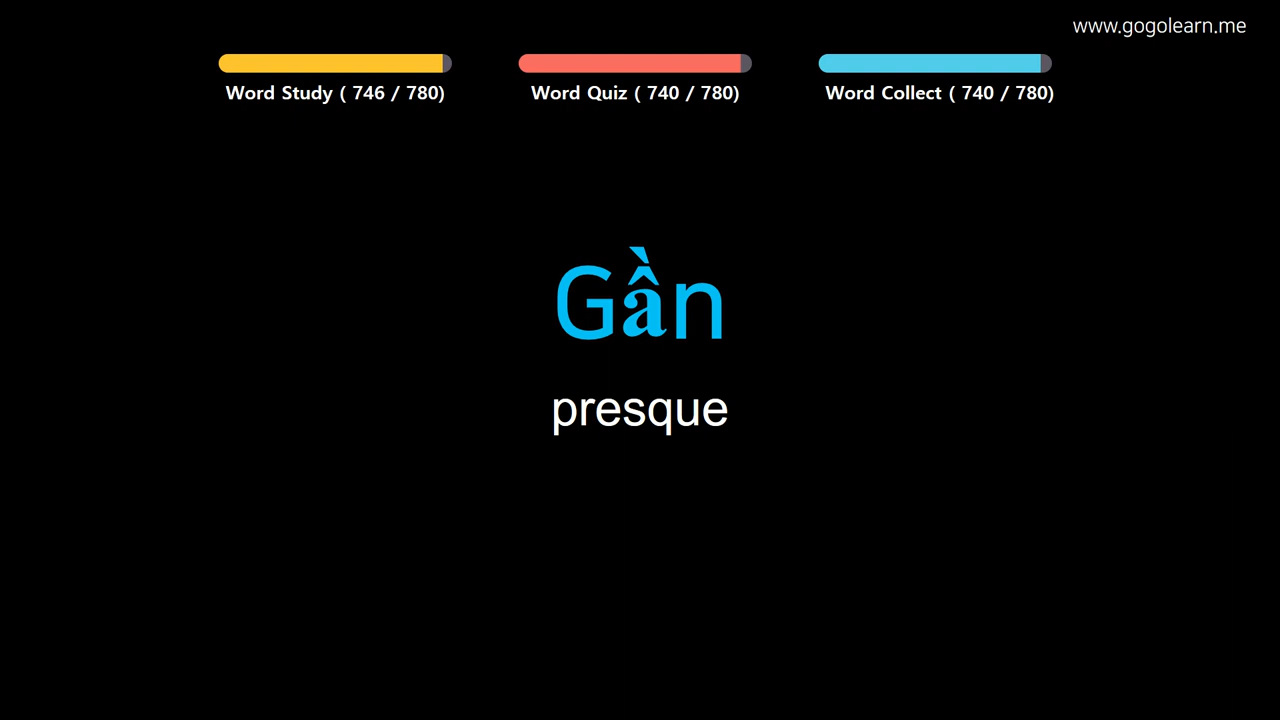 www.gogolearn.me
Word Study ( 746 / 780)
Word Quiz ( 740 / 780)
Word Collect ( 740 / 780)
Gần
presque